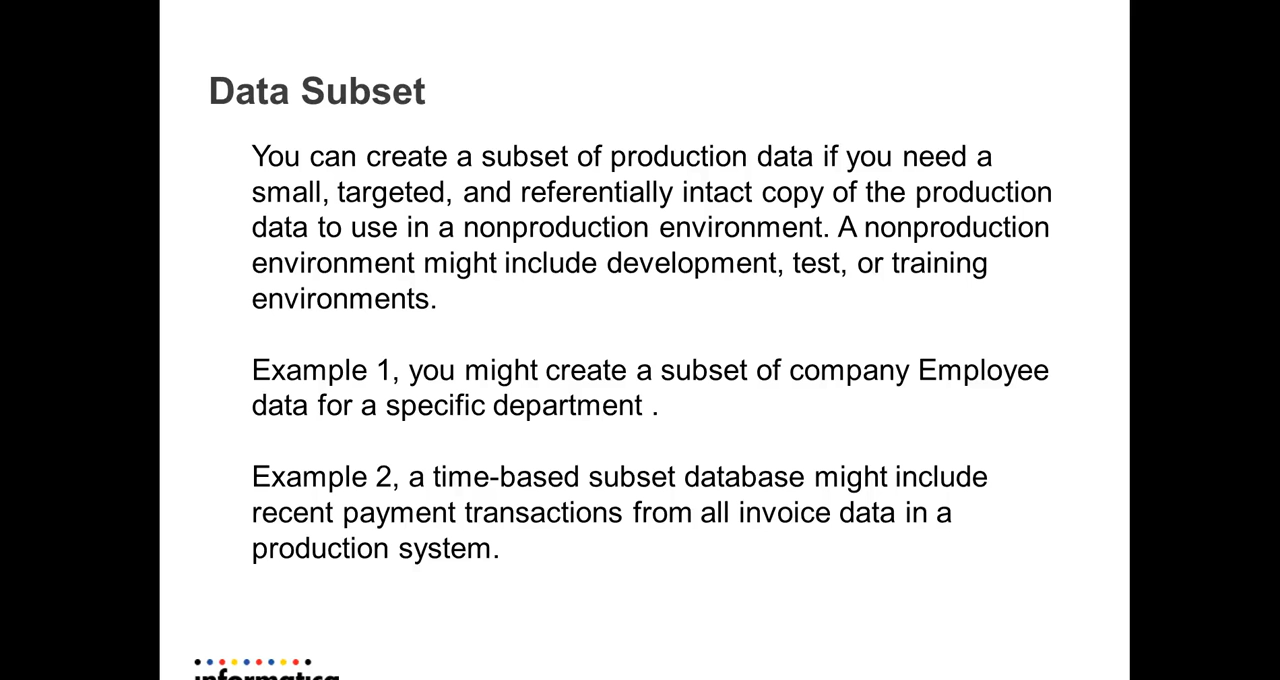 Data Subset
You can create a subset of production data if you need a
small, targeted, and referentially intact copy of the production
data to use in a nonproduction environment. A nonproduction
environment might include development, test, or training
environments.
Example 1, you might create a subset of company Employee
data for a specific department .
Example 2, a time-based subset database might include
recent payment transactions from all invoice data in a
production system.
informatica